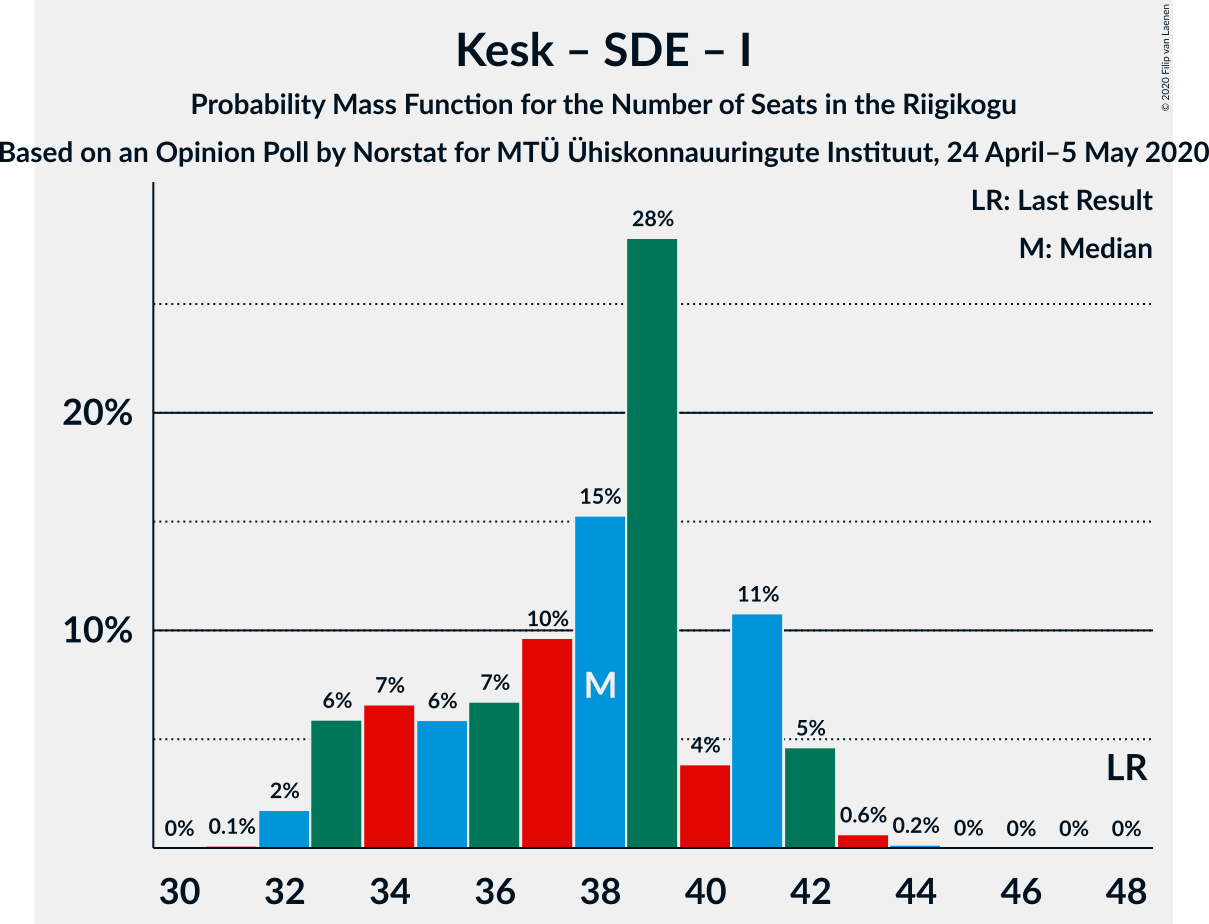 Kesk – SDE – I
Probability Mass Function for the Number of Seats in the Riigikogu
Based on an Opinion Poll by Norstat for MTÜ Ühiskonnauuringute Instituut, 24 April–5 May 2020
© 2020 Filip van Laenen
LR: Last Result
M: Median
28%
20%
15%
11%
10%
10%
M
7%
7%
6%
6%
5%
4%
LR
2%
0%
0.1%
0.6%
0.2%
0%
0%
0%
0%
30 32 34 36 38 40 42 44 46 48